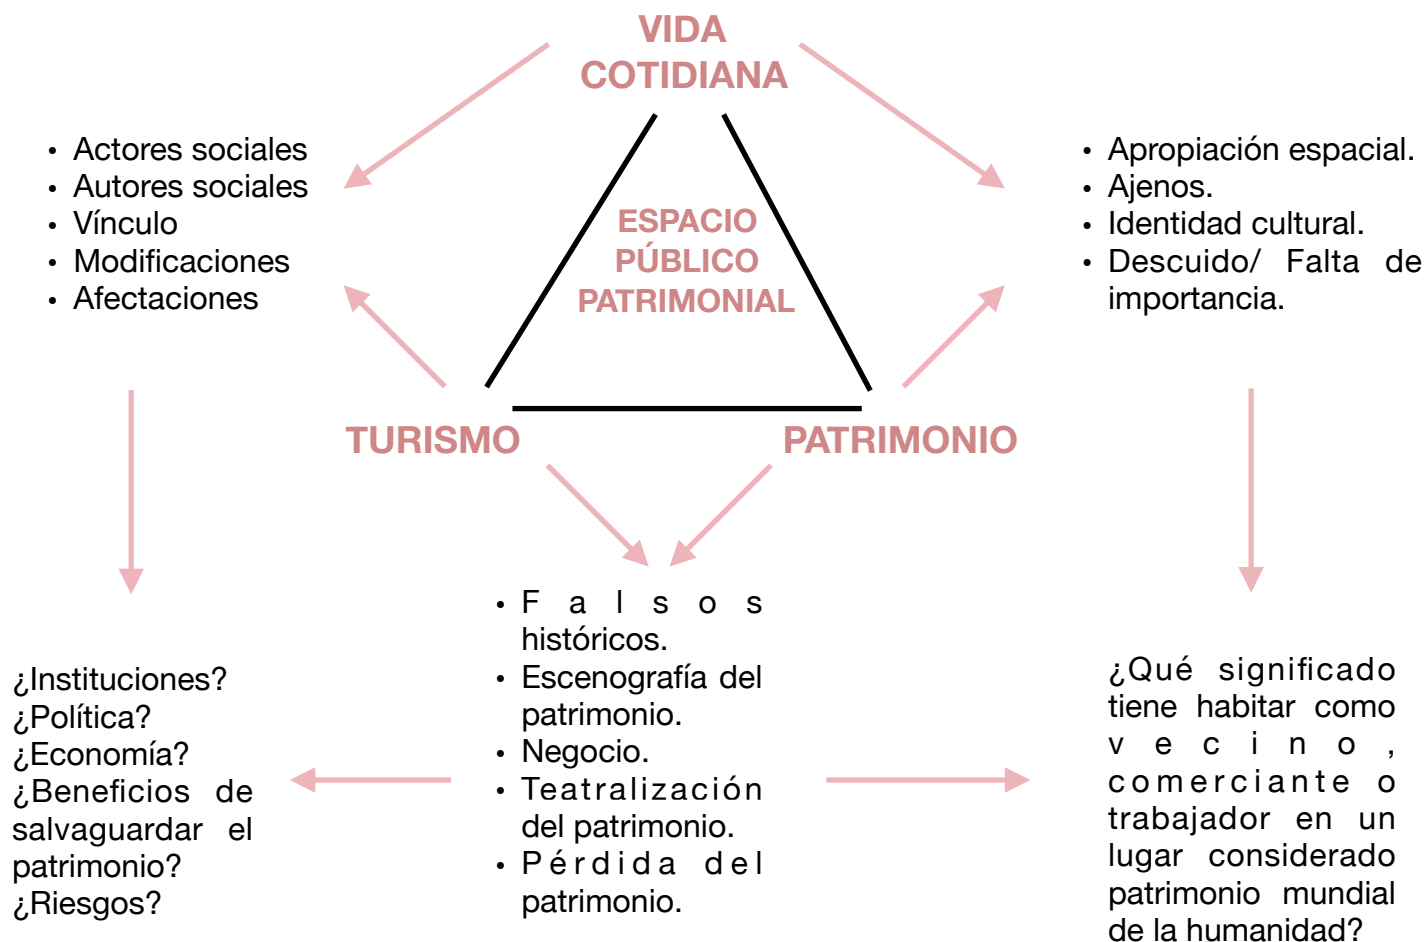 VIDA
COTIDIANA
• Actores sociales
• Autores sociales
• Vínculo
• Modificaciones
• Afectaciones
ESPACIO
PÚBLICO
PATRIMONIAL
• Apropiación espacial.
• Ajenos.
• Identidad cultural.
• Descuido/ Falta de
importancia.
TURISMO
PATRIMONIO
¿Instituciones?
¿Política?
¿Economía?
¿Beneficios de
salvaguardar el
patrimonio?
¿Riesgos?
• Falsos
históricos.
• Escenografía del
patrimonio.
• Negocio.
• Teatralización
del patrimonio.
• Pérdida del
patrimonio.
¿Qué significado
tiene habitar como
vecino,
comerciante o
trabajador en un
lugar considerado
patrimonio mundial
de la humanidad?